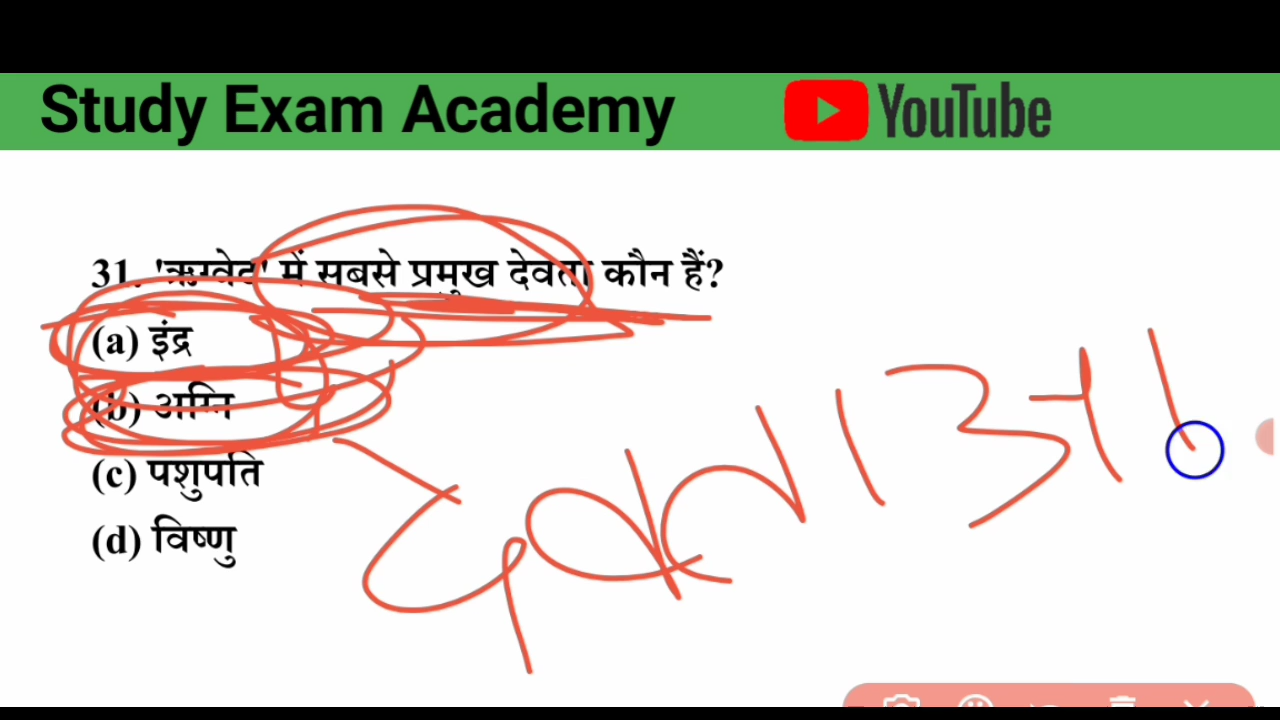 Study Exam Academy YouTube
31. 'ऋग्वेद' में सबसे प्रमुख देवता कौन हैं?
(a) इंद्र
(b) अग्नि
(c) पशुपति
(d) विष्णु